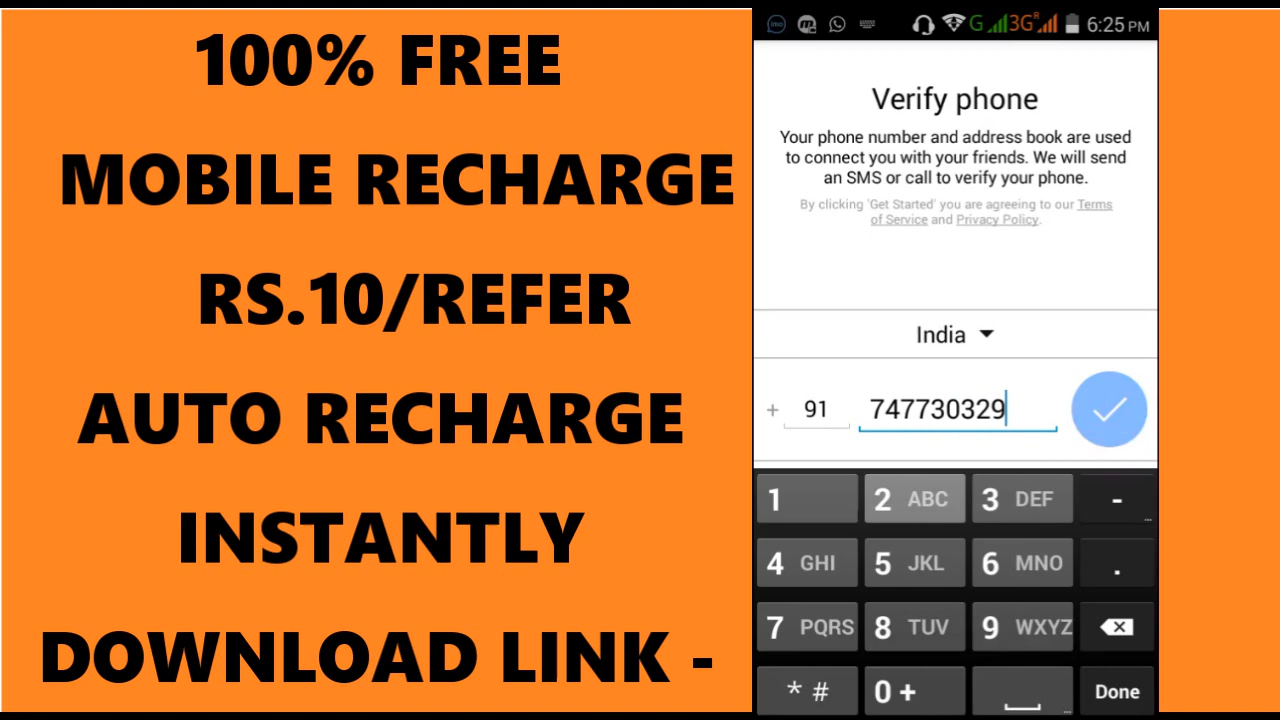 100% FREE
MOBILE RECHARGE
RS.10/REFER
AUTO RECHARGE
INSTANTLY
DOWNLOAD LINK -
G 3G R 6:25 PM
Verify phone
Your phone number and address book are used
to connect you with your friends. We will send
an SMS or call to verify your phone.
By clicking 'Get Started' you are agreeing to our Terms
of Service and Privacy Policy.
India
+ 91 747730329
1 2 ABC 3 DEF -
4 GHI 5 JKL 6 MNO .
7 PQRS 8 TUV 9 WXYZ
* # 0 + Done